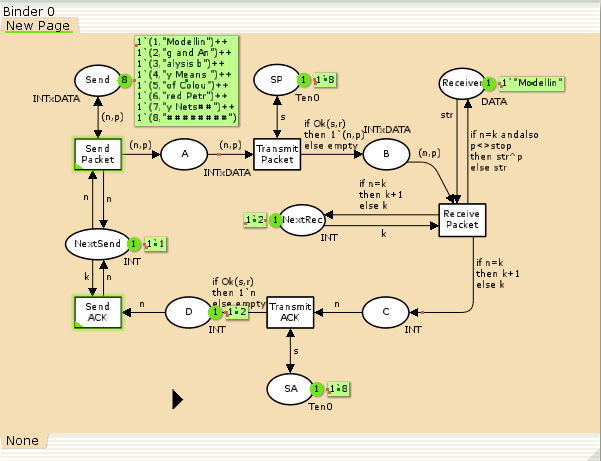 Binder 0
New Page
Send
8
1`(1,"Modellin")++
1`(2,"g and An")++
1`(3,"alysis b")++
1`(4,"y Means ")++
1`(5,"of Colou")++
1`(6,"red Petr")++
1`(7,"y Nets##")++
1`(8,"########")
INTxDATA
(n,p)
SP
1
1`8
Ten0
s
Receiver
1
1`"Modellin"
DATA
str
if n=k andalso
p<>stop
then str^p
else str
Send
Packet
(n,p)
A
INTxDATA
(n,p)
Transmit
Packet
if Ok(s,r)
then 1`(n,p)
else empty
INTxDATA
B
(n,p)
n
n
if n=k
then k+1
else k
1`2
1
NextRec
INT
k
Receive
Packet
NextSend
1
1`1
INT
k
n
if n=k
then k+1
else k
Send
ACK
n
D
1
1`2
INT
if Ok(s,r)
then 1`n
else empty
Transmit
ACK
n
C
INT
s
SA
1
1`8
Ten0
None